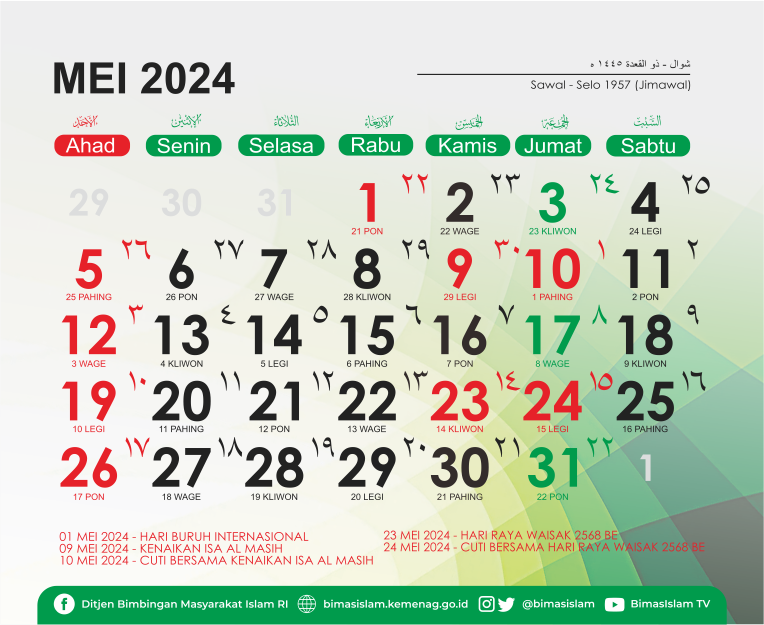 MEI 2024
شوال - ذو القعدة ١٤٤٥ ه
Sawal - Selo 1957 (Jimawal)
الأحد الإثنين الثلاثاء الأربعاء الخميس الجمعة السبت
Ahad Senin Selasa Rabu Kamis Jumat Sabtu
29 30 31 1 ٢٢ 2 ٢٣ 3 ٢٤ 4 ٢٥
21 PON 22 WAGE 23 KLIWON 24 LEGI
5 ٢٦ 6 ٢٧ 7 ٢٨ 8 ٢٩ 9 ٣٠ 10 ١ 11 ٢
25 PAHING 26 PON 27 WAGE 28 KLIWON 29 LEGI 1 PAHING 2 PON
12 ٣ 13 ٤ 14 ٥ 15 ٦ 16 ٧ 17 ٨ 18 ٩
3 WAGE 4 KLIWON 5 LEGI 6 PAHING 7 PON 8 WAGE 9 KLIWON
19 ١٠ 20 ١١ 21 ١٢ 22 ١٣ 23 ١٤ 24 ١٥ 25 ١٦
10 LEGI 11 PAHING 12 PON 13 WAGE 14 KLIWON 15 LEGI 16 PAHING
26 ١٧ 27 ١٨ 28 ١٩ 29 ٢٠ 30 ٢١ 31 ٢٢ 1
17 PON 18 WAGE 19 KLIWON 20 LEGI 21 PAHING 22 PON
01 MEI 2024 - HARI BURUH INTERNASIONAL
09 MEI 2024 - KENAIKAN ISA AL MASIH
10 MEI 2024 - CUTI BERSAMA KENAIKAN ISA AL MASIH
23 MEI 2024 - HARI RAYA WAISAK 2568 BE
24 MEI 2024 - CUTI BERSAMA HARI RAYA WAISAK 2568 BE
Ditjen Bimbingan Masyarakat Islam RI bimasislam.kemenag.go.id @bimasislam BimasIslam TV